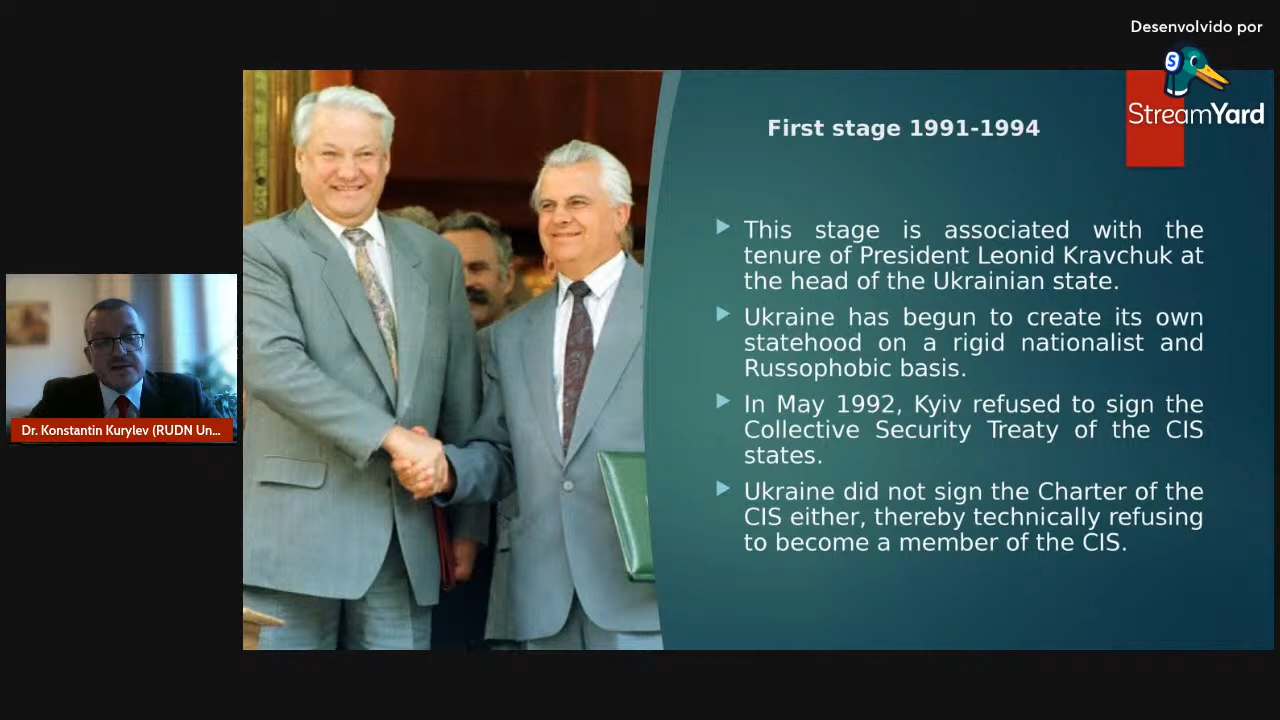 Desenvolvido por
StreamYard
First stage 1991-1994
This stage is associated with the
tenure of President Leonid Kravchuk at
the head of the Ukrainian state.
Ukraine has begun to create its own
statehood on a rigid nationalist and
Russophobic basis.
In May 1992, Kyiv refused to sign the
Collective Security Treaty of the CIS
states.
Ukraine did not sign the Charter of the
CIS either, thereby technically refusing
to become a member of the CIS.
Dr. Konstantin Kurylev (RUDN Un...